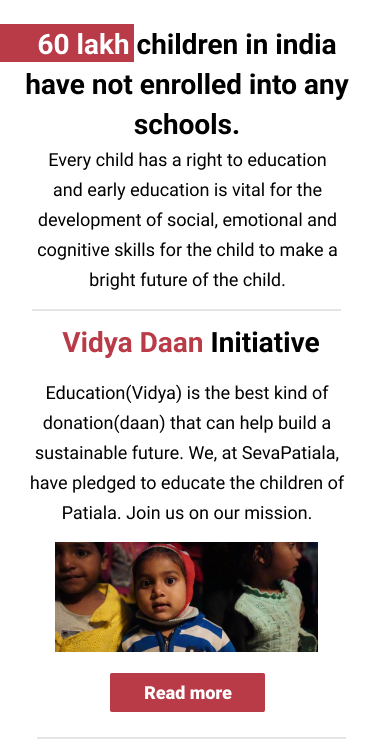 60 lakh children in india
have not enrolled into any
schools.
Every child has a right to education
and early education is vital for the
development of social, emotional and
cognitive skills for the child to make a
bright future of the child.
Vidya Daan Initiative
Education(Vidya) is the best kind of
donation(daan) that can help build a
sustainable future. We, at SevaPatiala,
have pledged to educate the children of
Patiala. Join us on our mission.
Read more